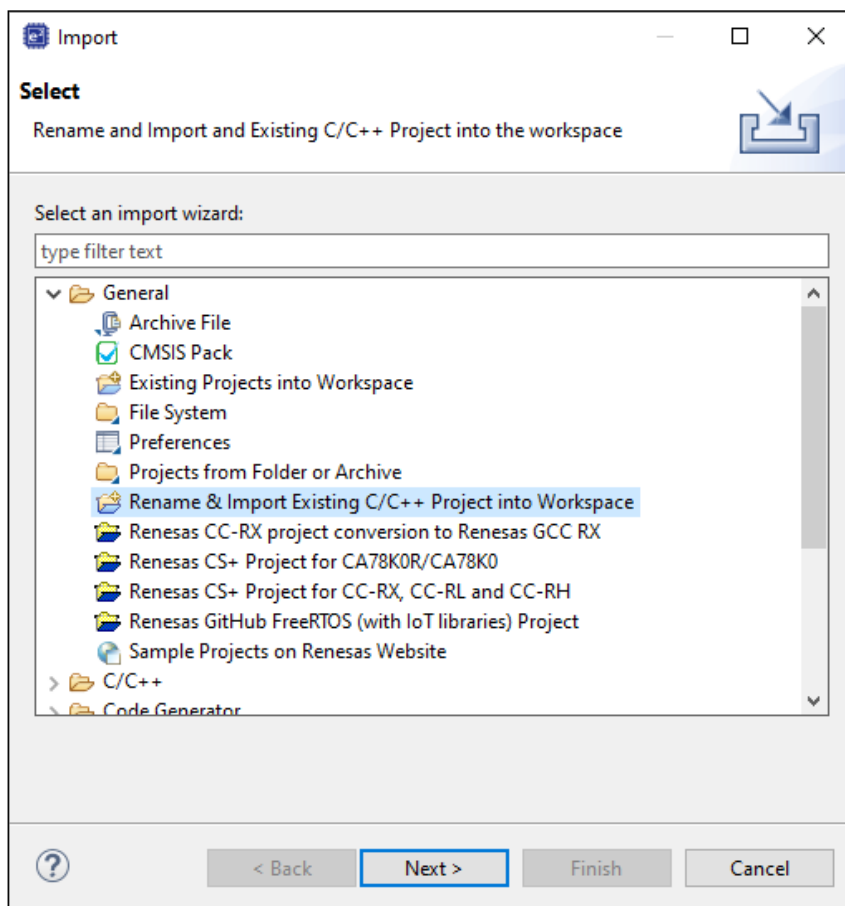 Import
Select
Rename and Import and Existing C/C++ Project into the workspace
Select an import wizard:
type filter text
General
Archive File
CMSIS Pack
Existing Projects into Workspace
File System
Preferences
Projects from Folder or Archive
Rename & Import Existing C/C++ Project into Workspace
Renesas CC-RX project conversion to Renesas GCC RX
Renesas CS+ Project for CA78K0R/CA78K0
Renesas CS+ Project for CC-RX, CC-RL and CC-RH
Renesas GitHub FreeRTOS (with IoT libraries) Project
Sample Projects on Renesas Website
C/C++
Code Generator
? < Back Next > Finish Cancel